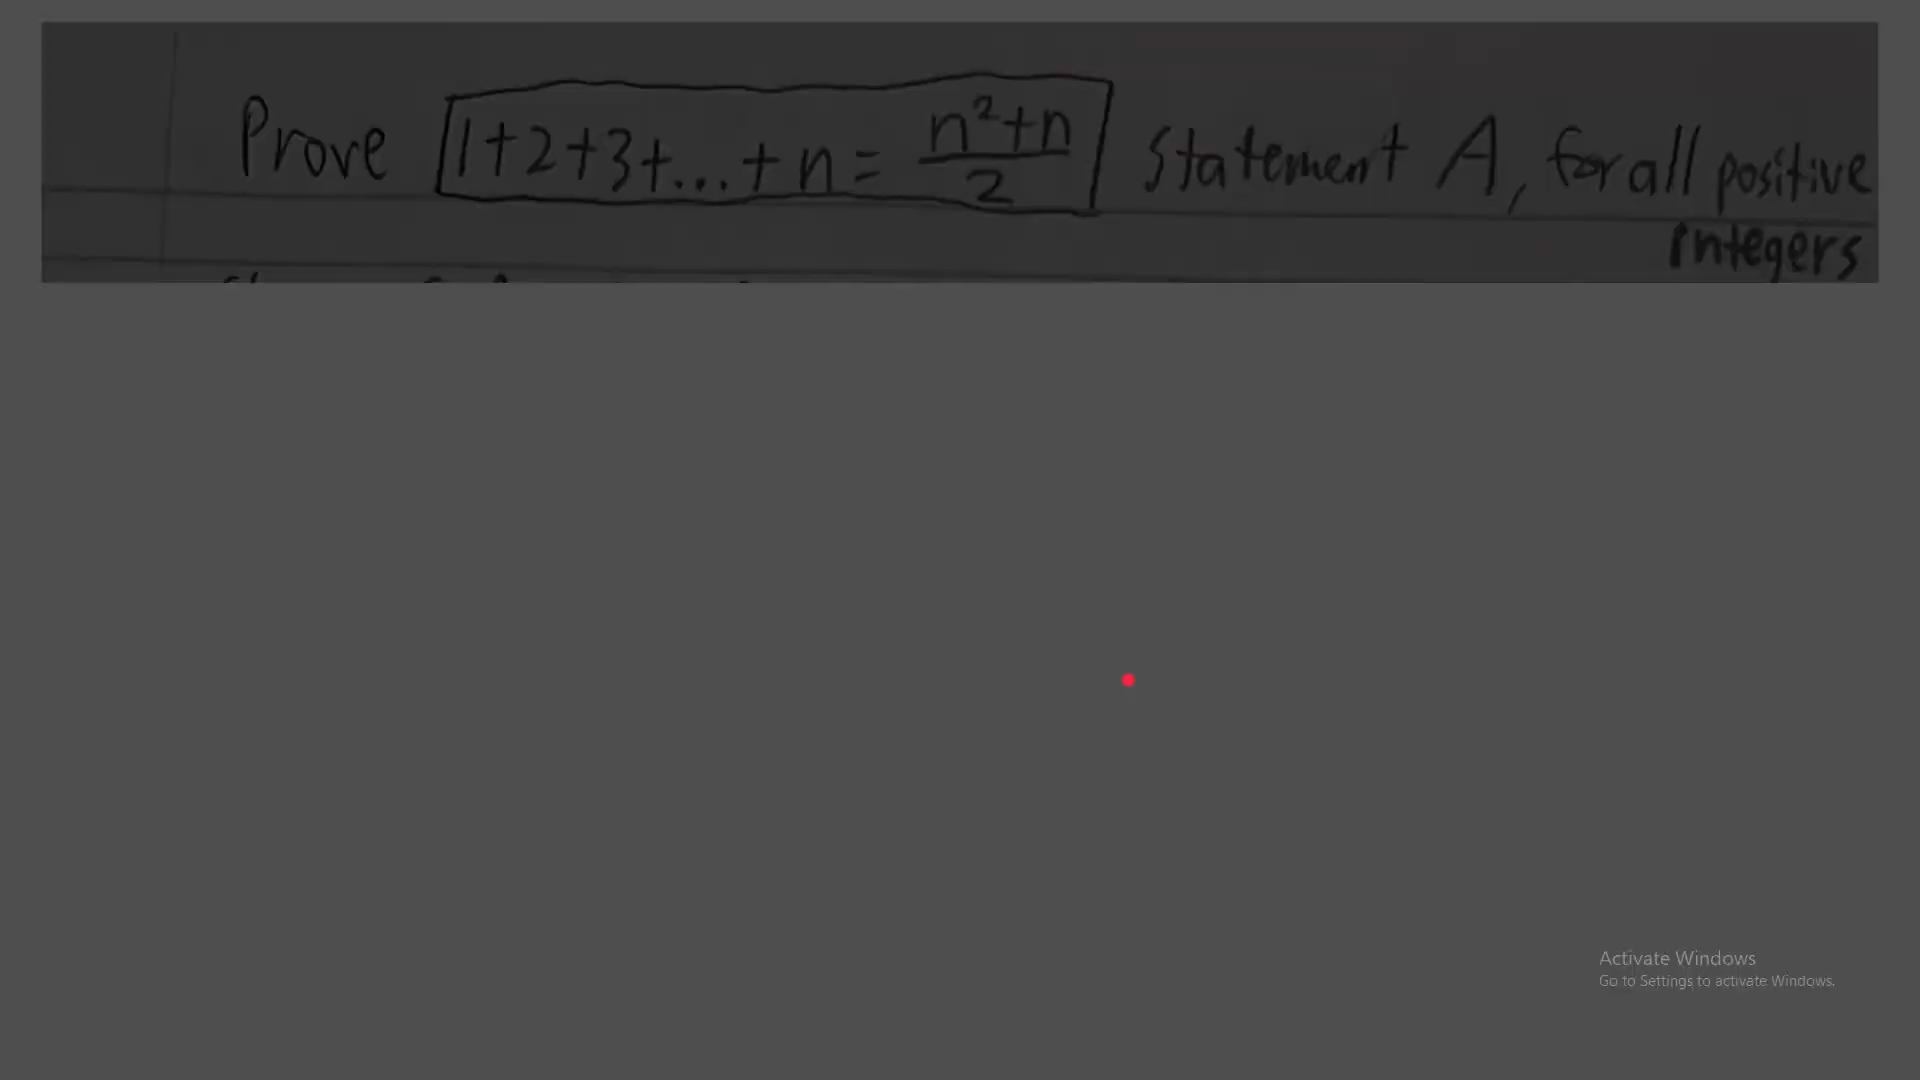 Prove 1+2+3+...+n = (n²+n)/2 Statement A, for all positive
integers
Activate Windows
Go to Settings to activate Windows.